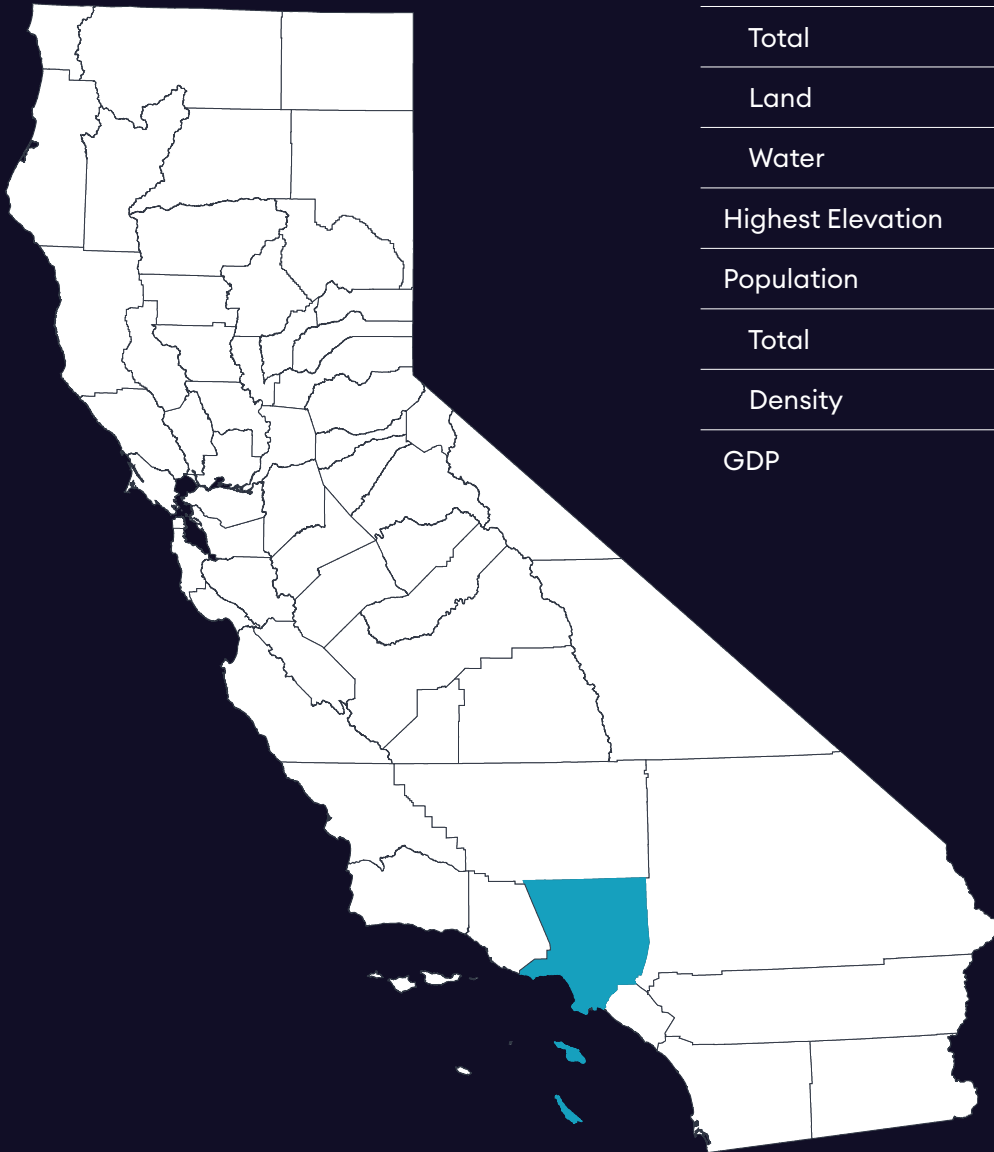 Total
Land
Water
Highest Elevation
Population
Total
Density
GDP